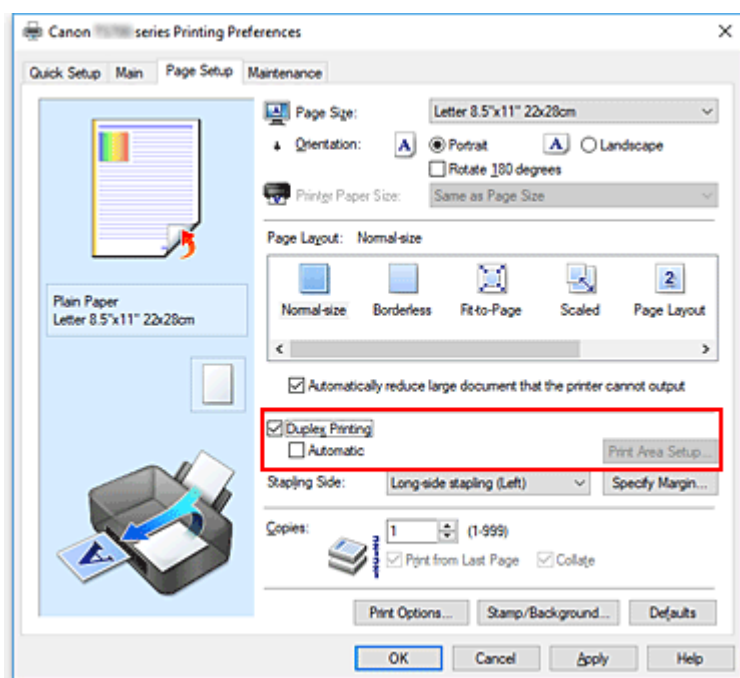 Canon series Printing Preferences
Quick Setup Main Page Setup Maintenance
Page Size: Letter 8.5"x11" 22x28cm
Orientation: A Portrait A Landscape
Rotate 180 degrees
Printer Paper Size: Same as Page Size
Page Layout: Normal-size
Normal-size Borderless Fit-to-Page Scaled 2 Page Layout
Plain Paper
Letter 8.5"x11" 22x28cm
Automatically reduce large document that the printer cannot output
Duplex Printing
Automatic Print Area Setup...
Stapling Side: Long-side stapling (Left) Specify Margin...
Copies: 1 (1-999)
Print from Last Page Collate
A
Print Options... Stamp/Background... Defaults
OK Cancel Apply Help